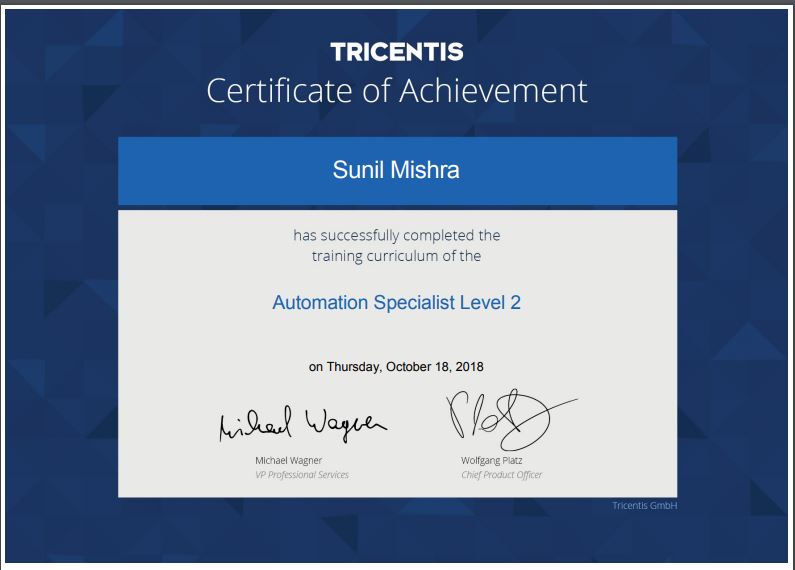 TRICENTIS
Certificate of Achievement
Sunil Mishra
has successfully completed the
training curriculum of the
Automation Specialist Level 2
on Thursday, October 18, 2018
Michael Wagner
Platz
Michael Wagner
Wolfgang Platz
VP Professional Services
Chief Product Officer
Tricentis GmbH